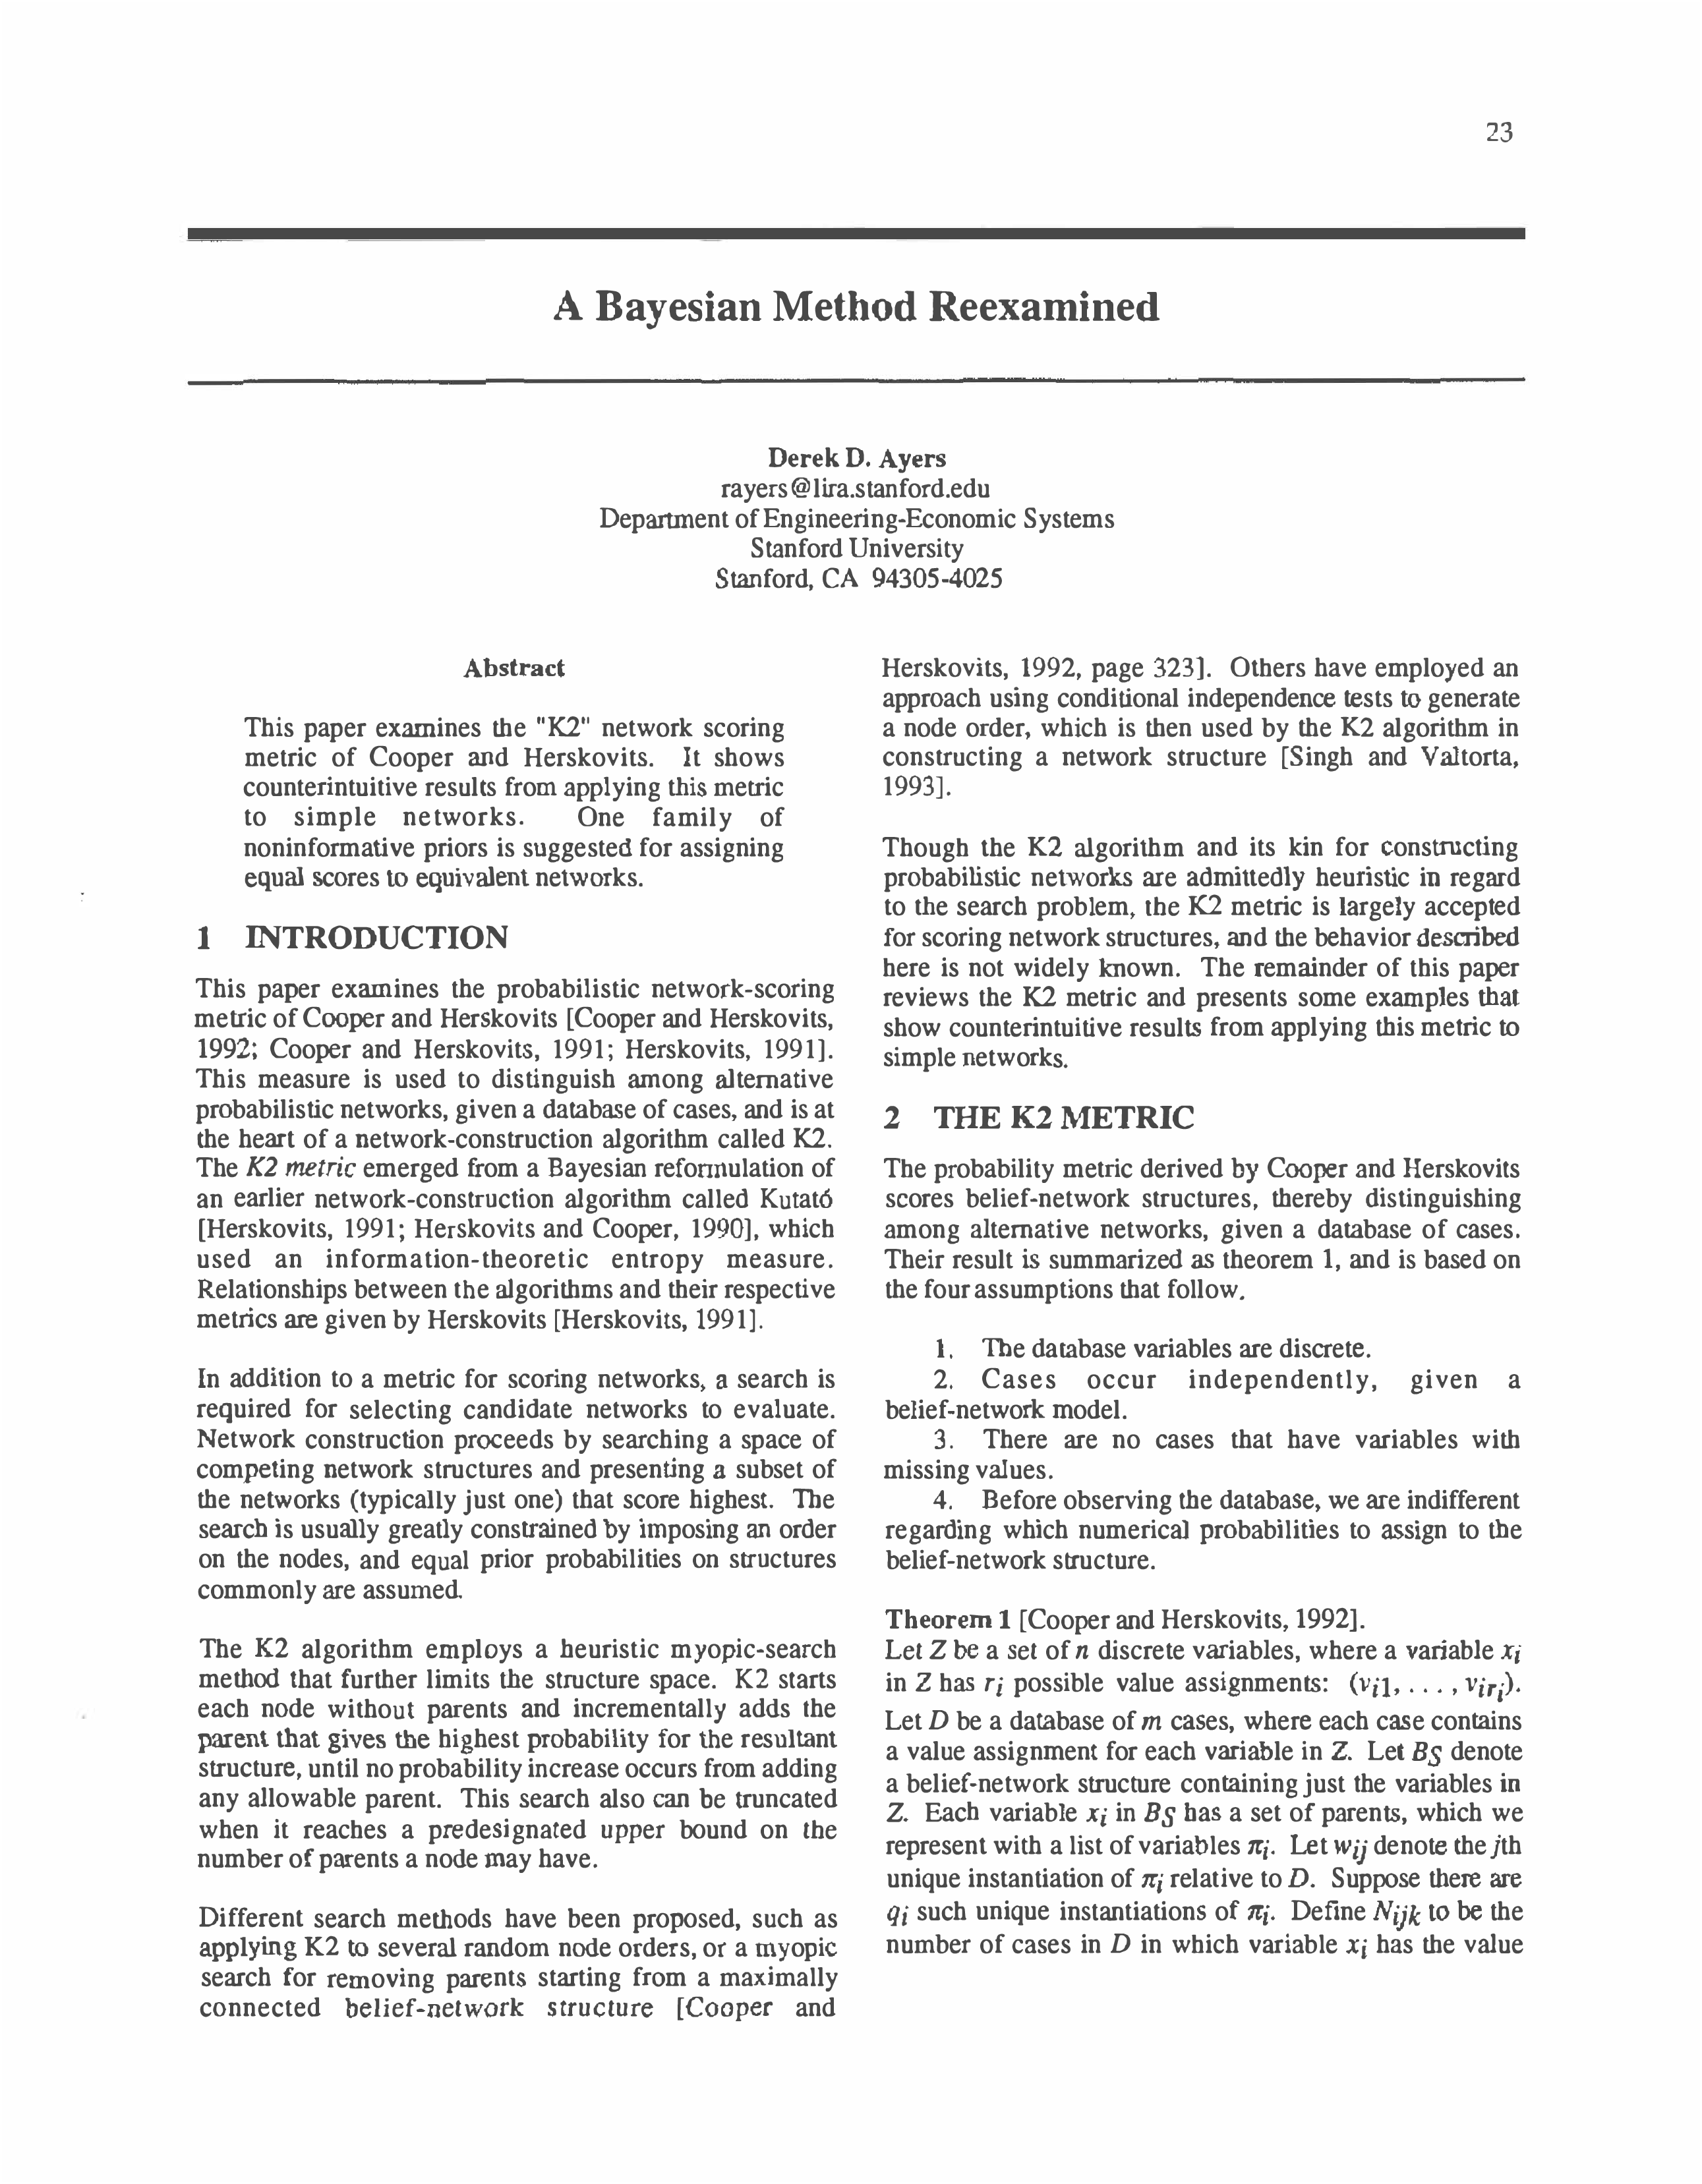 23
A Bayesian Method Reexamined
Derek D. Ayers
rayers@lira.stanford.edu
Department of Engineering-Economic Systems
Stanford University
Stanford, CA 94305-4025
Abstract
This paper examines the "K2" network scoring
metric of Cooper and Herskovits. It shows
counterintuitive results from applying this metric
to simple networks. One family of
noninformative priors is suggested for assigning
equal scores to equivalent networks.
1 INTRODUCTION
This paper examines the probabilistic network-scoring
metric of Cooper and Herskovits [Cooper and Herskovits,
1992; Cooper and Herskovits, 1991; Herskovits, 1991].
This measure is used to distinguish among alternative
probabilistic networks, given a database of cases, and is at
the heart of a network-construction algorithm called K2.
The K2 metric emerged from a Bayesian reformulation of
an earlier network-construction algorithm called Kutató
[Herskovits, 1991; Herskovits and Cooper, 1990], which
used an information-theoretic entropy measure.
Relationships between the algorithms and their respective
metrics are given by Herskovits [Herskovits, 1991].
In addition to a metric for scoring networks, a search is
required for selecting candidate networks to evaluate.
Network construction proceeds by searching a space of
competing network structures and presenting a subset of
the networks (typically just one) that score highest. The
search is usually greatly constrained by imposing an order
on the nodes, and equal prior probabilities on structures
commonly are assumed.
The K2 algorithm employs a heuristic myopic-search
method that further limits the structure space. K2 starts
each node without parents and incrementally adds the
parent that gives the highest probability for the resultant
structure, until no probability increase occurs from adding
any allowable parent. This search also can be truncated
when it reaches a predesignated upper bound on the
number of parents a node may have.
Different search methods have been proposed, such as
applying K2 to several random node orders, or a myopic
search for removing parents starting from a maximally
connected belief-network structure [Cooper and
Herskovits, 1992, page 323]. Others have employed an
approach using conditional independence tests to generate
a node order, which is then used by the K2 algorithm in
constructing a network structure [Singh and Valtorta,
1993].
Though the K2 algorithm and its kin for constructing
probabilistic networks are admittedly heuristic in regard
to the search problem, the K2 metric is largely accepted
for scoring network structures, and the behavior described
here is not widely known. The remainder of this paper
reviews the K2 metric and presents some examples that
show counterintuitive results from applying this metric to
simple networks.
2 THE K2 METRIC
The probability metric derived by Cooper and Herskovits
scores belief-network structures, thereby distinguishing
among alternative networks, given a database of cases.
Their result is summarized as theorem 1, and is based on
the four assumptions that follow.
1. The database variables are discrete.
2. Cases occur independently, given a
belief-network model.
3. There are no cases that have variables with
missing values.
4. Before observing the database, we are indifferent
regarding which numerical probabilities to assign to the
belief-network structure.
Theorem 1 [Cooper and Herskovits, 1992].
Let Z be a set of n discrete variables, where a variable xi
in Z has ri possible value assignments: (vi1, . . . , viri).
Let D be a database of m cases, where each case contains
a value assignment for each variable in Z. Let BS denote
a belief-network structure containing just the variables in
Z. Each variable xi in BS has a set of parents, which we
represent with a list of variables πi. Let wij denote the jth
unique instantiation of πi relative to D. Suppose there are
qi such unique instantiations of πi. Define Nijk to be the
number of cases in D in which variable xi has the value